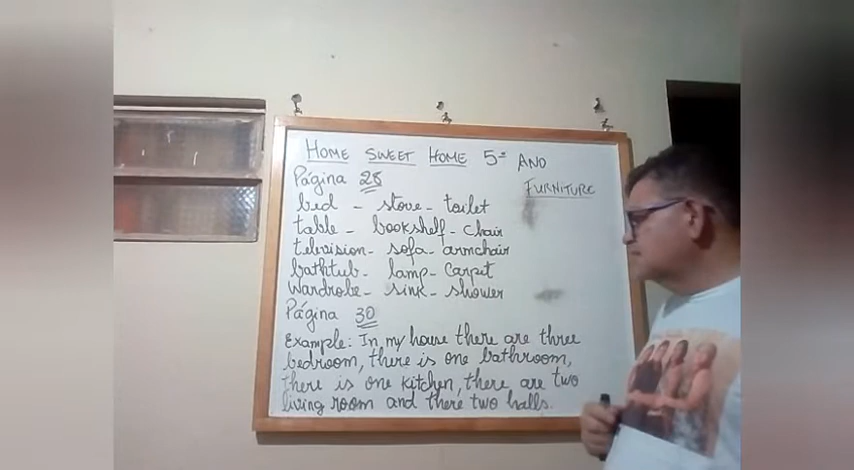 HOME SWEET HOME 5º AND
FURNITURE
Página 28
bed - stove - toilet
table - bookshelf - chair
television - sofa - armchair
bathtub - lamp - carpet
wardrobe - sink - shower
Página 30
Example: In my house there are three
bedroom, there is one bathroom,
there is one kitchen, there are two
living room and there two halls.